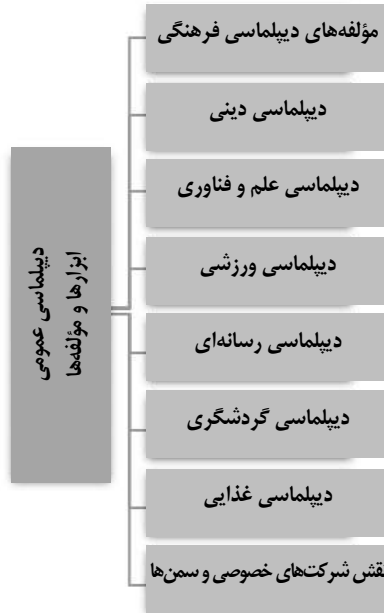 مؤلفه‌های دیپلماسی فرهنگی
دیپلماسی دینی
دیپلماسی علم و فناوری
دیپلماسی ورزشی
دیپلماسی رسانه‌ای
دیپلماسی گردشگری
دیپلماسی غذایی
نقش شرکت‌های خصوصی و سمن‌ها
دیپلماسی عمومی
ابزارها و مؤلفه‌ها